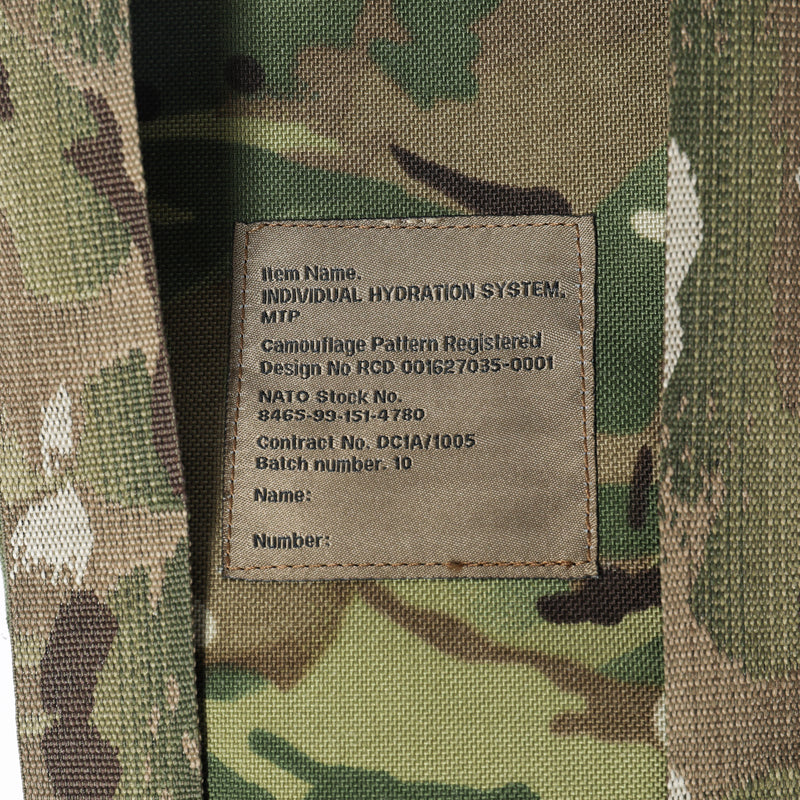 Item Name.
INDIVIDUAL HYDRATION SYSTEM.
MTP
Camouflage Pattern Registered
Design No RCD 001627035-0001
NATO Stock No.
8465-99-151-4780
Contract No. DC1A/1005
Batch number. 10
Name:
Number: